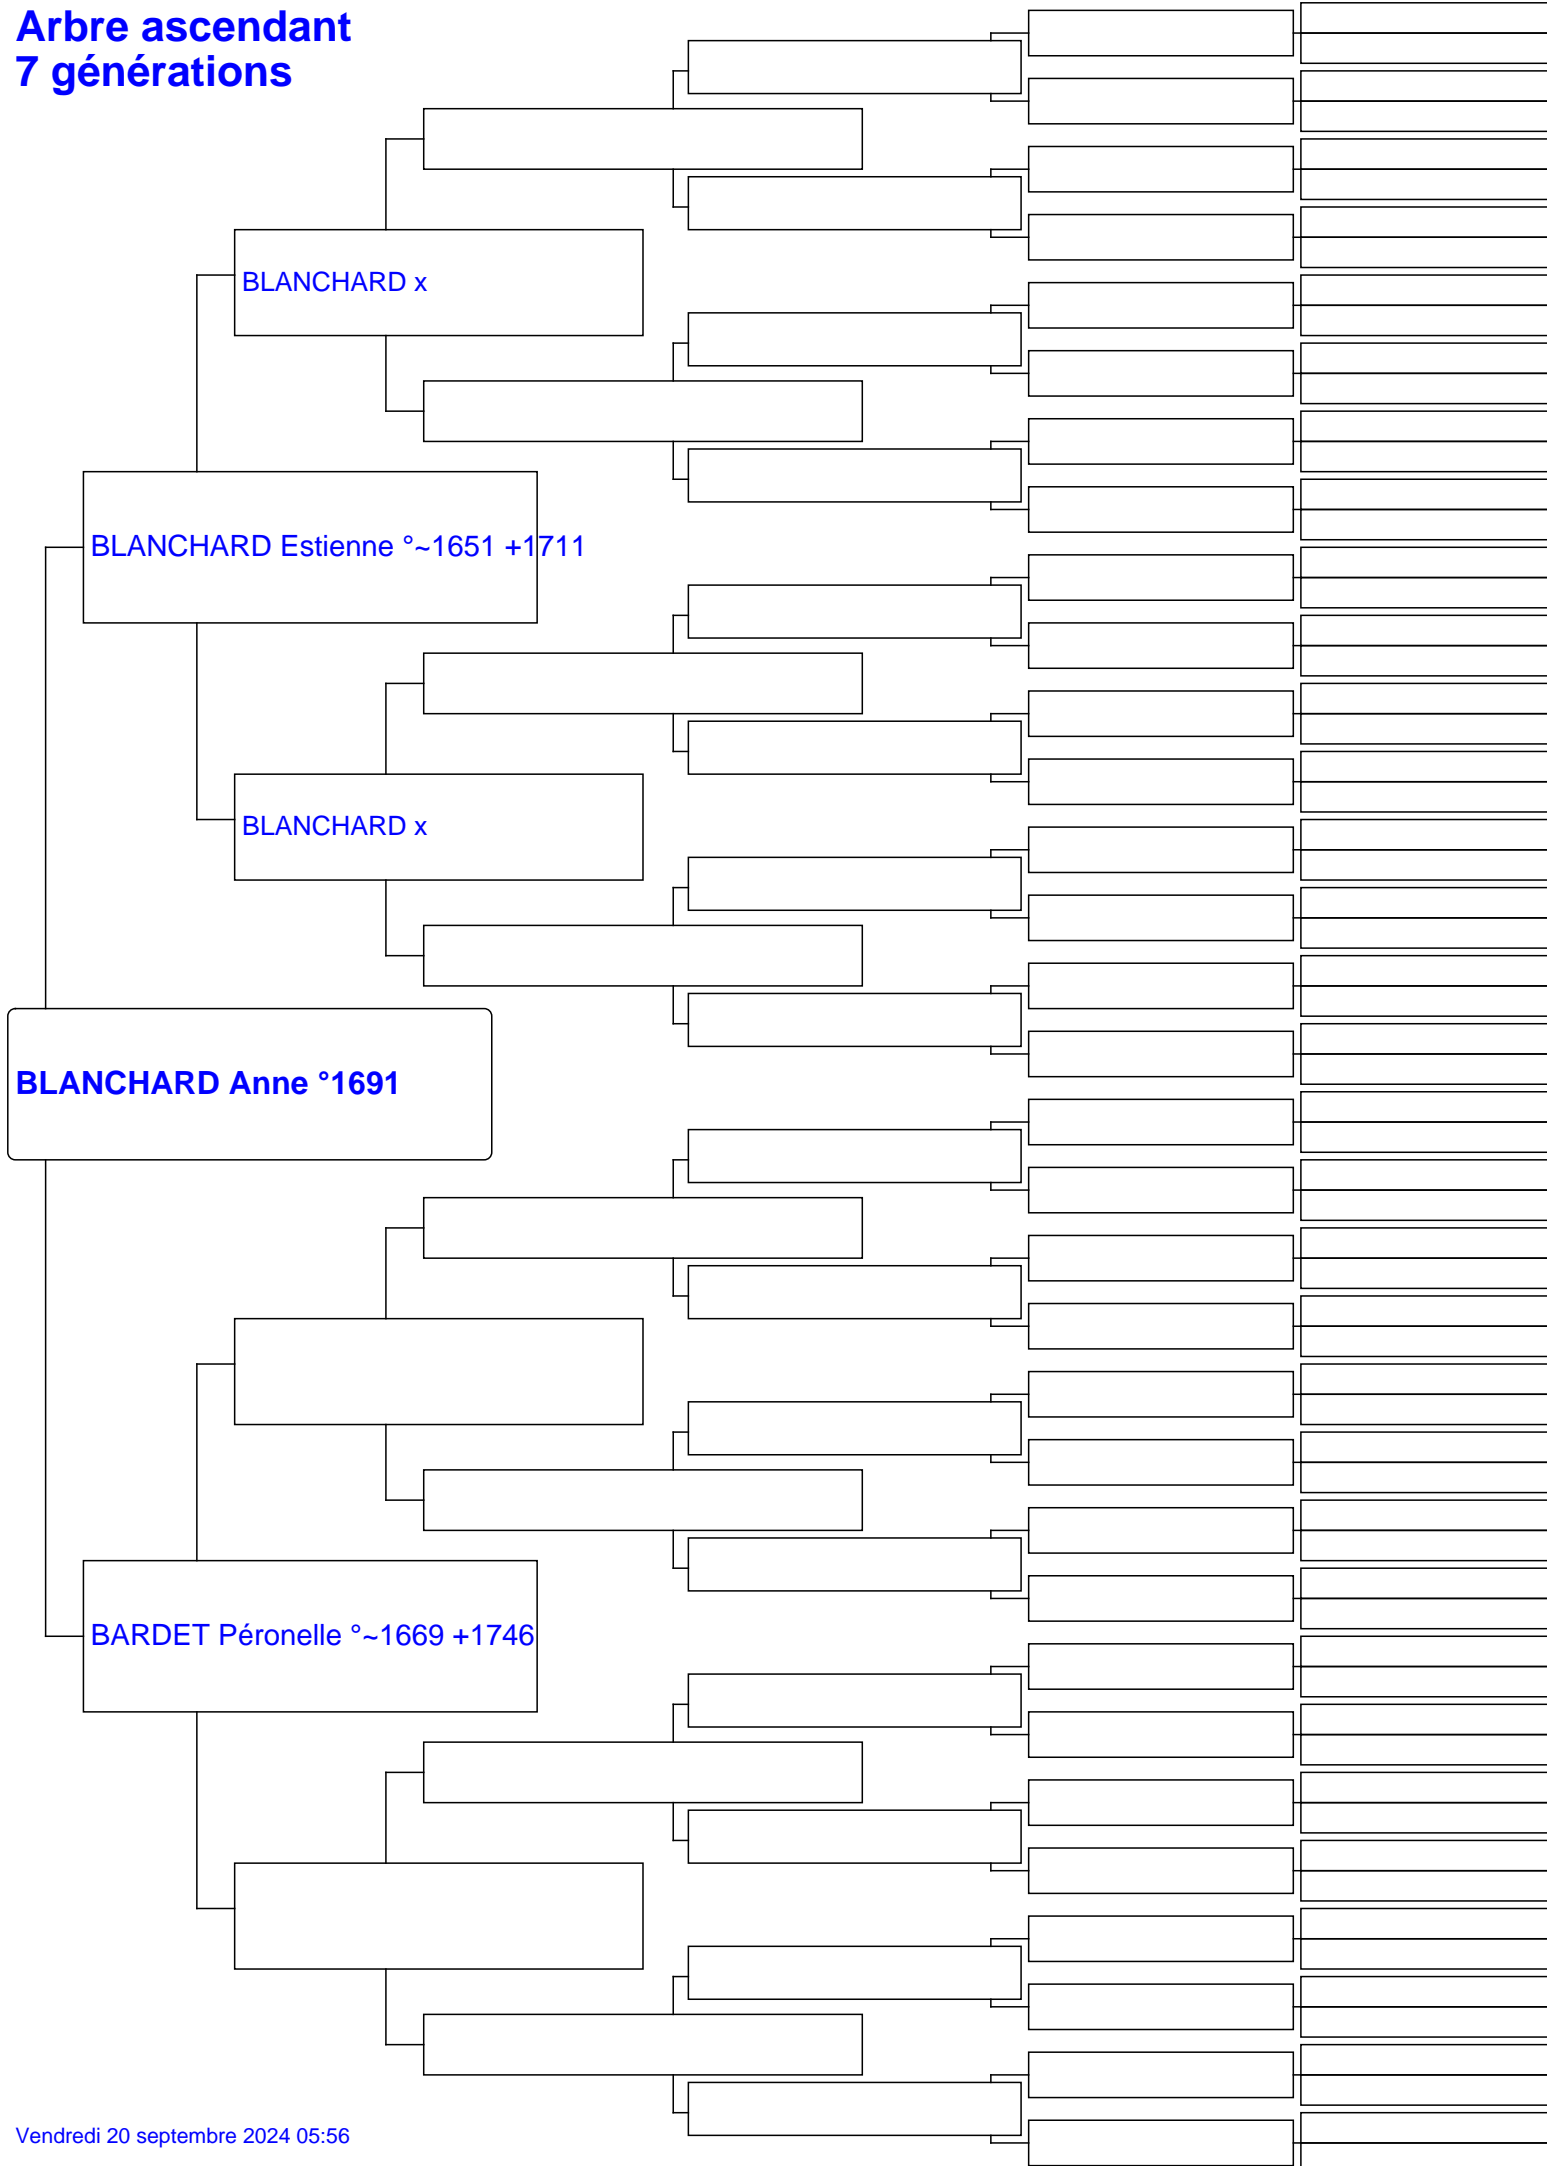 Arbre ascendant
7 générations
BLANCHARD x
BLANCHARD Estienne °~1651 +1711
BLANCHARD x
BLANCHARD Anne °1691
BARDET Péronelle °~1669 +1746
Vendredi 20 septembre 2024 05:56